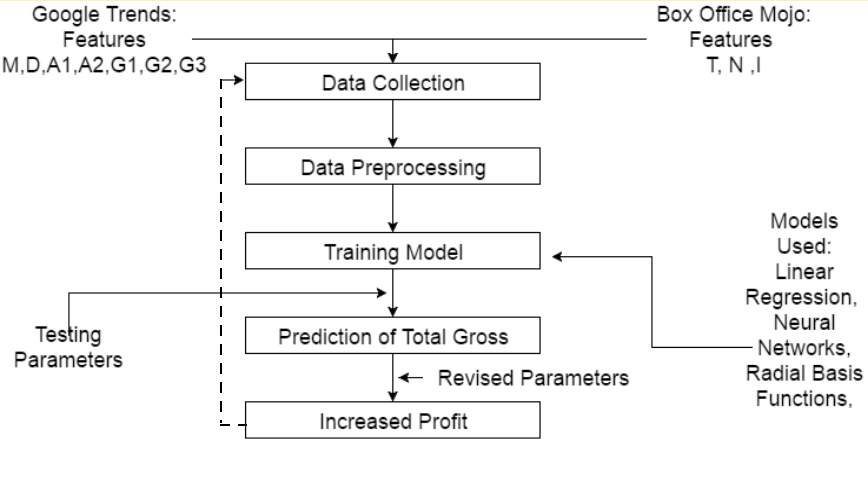 Google Trends:
Features
M,D,A1,A2,G1,G2,G3
Box Office Mojo:
Features
T, N ,I
Data Collection
Data Preprocessing
Training Model
Models
Used:
Linear
Regression,
Neural
Networks,
Radial Basis
Functions,
Testing
Parameters
Prediction of Total Gross
Revised Parameters
Increased Profit